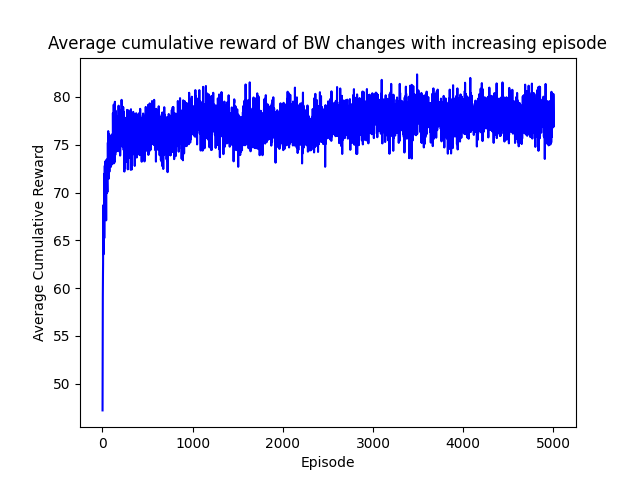 Average cumulative reward of BW changes with increasing episode
Average Cumulative Reward
80
75
70
65
60
55
50
0 1000 2000 3000 4000 5000
Episode